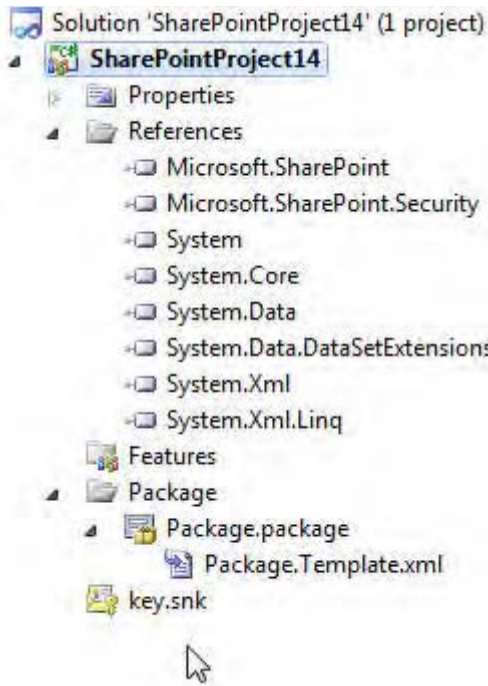 Solution 'SharePointProject14' (1 project)
SharePointProject14
Properties
References
Microsoft.SharePoint
Microsoft.SharePoint.Security
System
System.Core
System.Data
System.Data.DataSetExtensions
System.Xml
System.Xml.Linq
Features
Package
Package.package
Package.Template.xml
key.snk